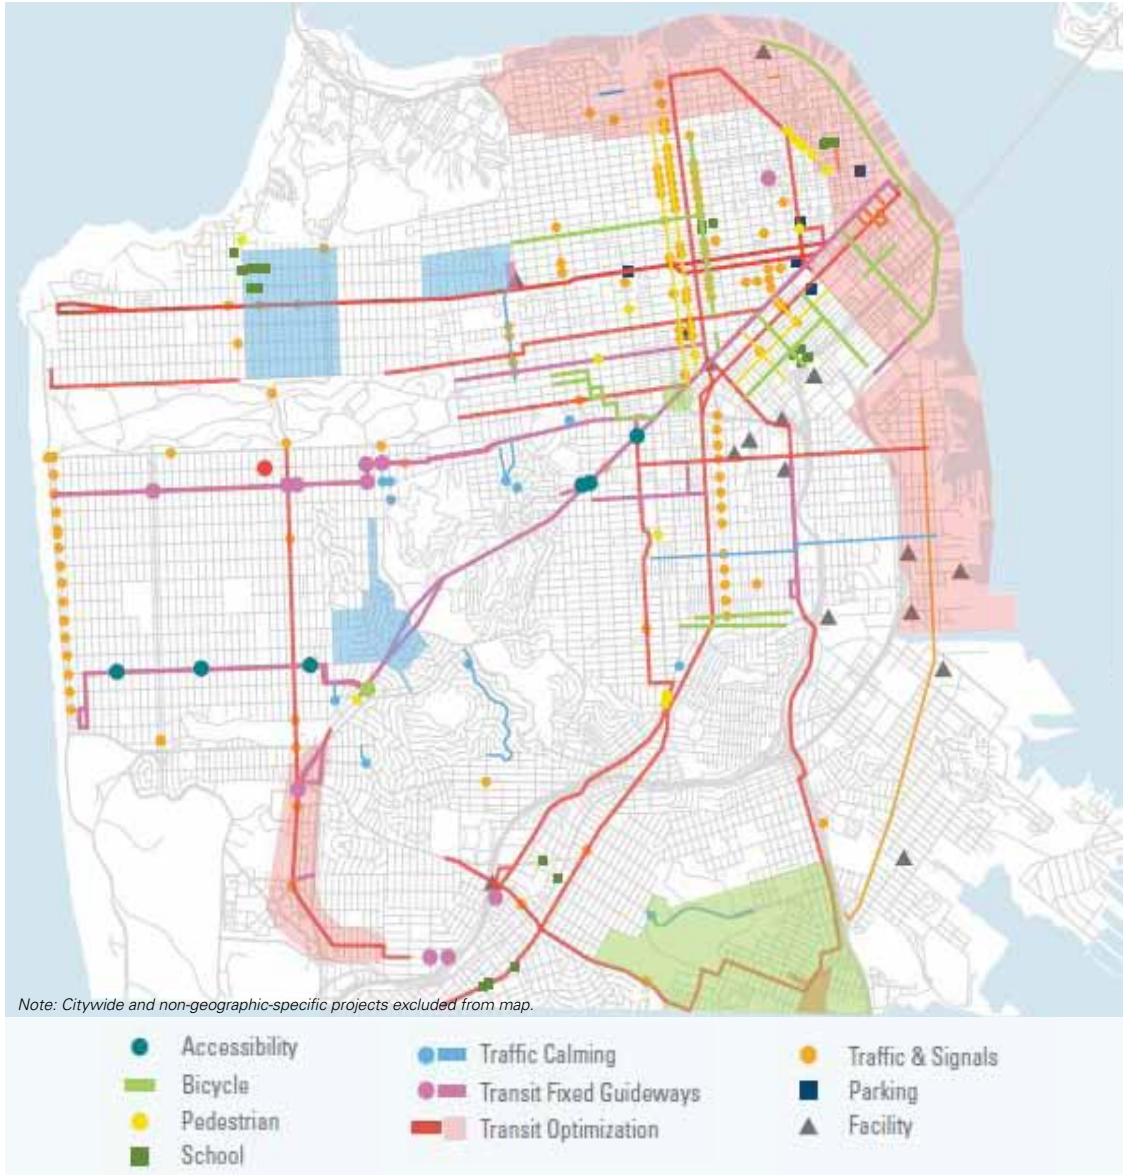 Note: Citywide and non-geographic-specific projects excluded from map.
Accessibility
Bicycle
Pedestrian
School
Traffic Calming
Transit Fixed Guideways
Transit Optimization
Traffic & Signals
Parking
Facility